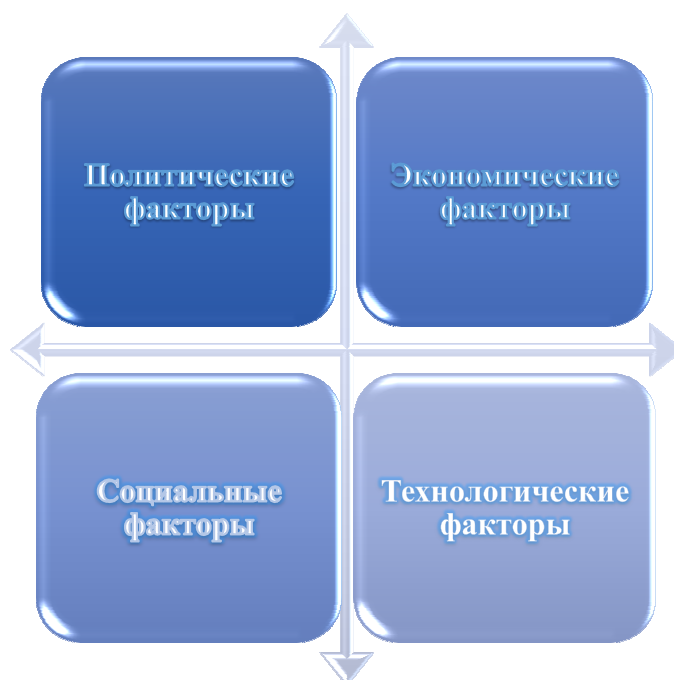 Политические
факторы
Экономические
факторы
Социальные
факторы
Технологические
факторы